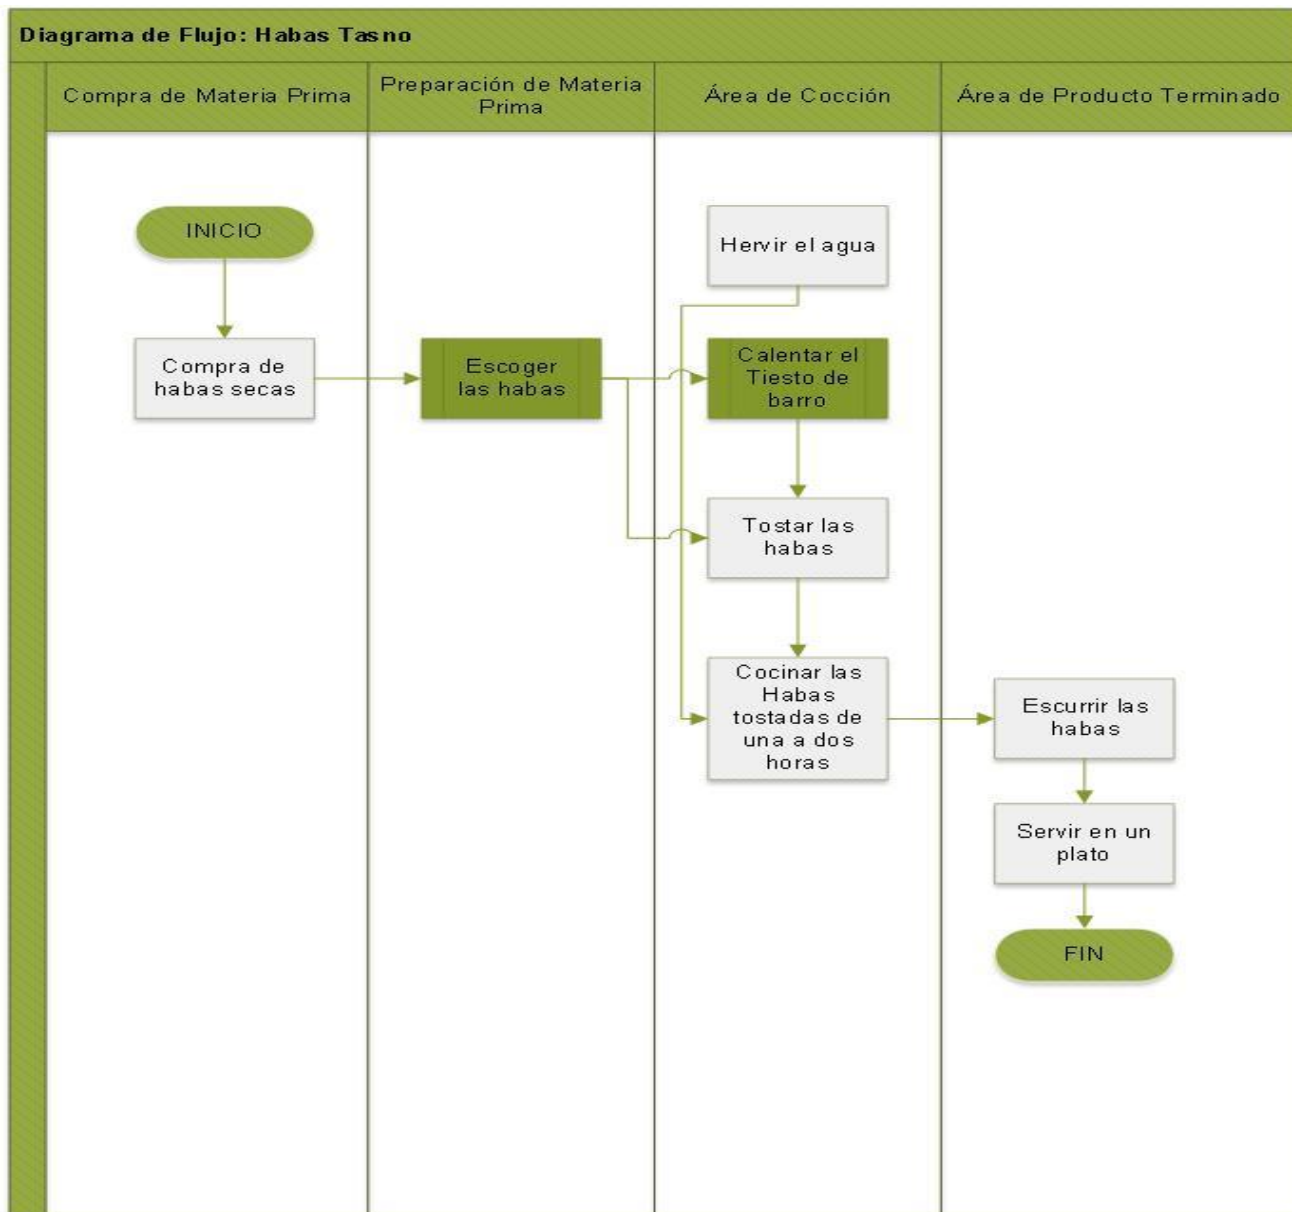 Diagrama de Flujo: Habas Tasno
Compra de Materia Prima
Preparación de Materia
Prima
Área de Cocción
Área de Producto Terminado
INICIO
Compra de
habas secas
Escoger
las habas
Hervir el agua
Calentar el
Tiesto de
barro
Tostar las
habas
Cocinar las
Habas
tostadas de
una a dos
horas
Escurrir las
habas
Servir en un
plato
FIN